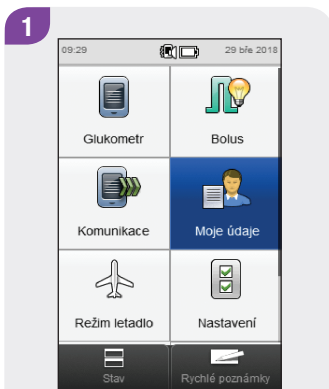 1
09:29 29 bře 2018
Glukometr Bolus
Komunikace Moje údaje
Režim letadlo Nastavení
Stav Rychlé poznámky